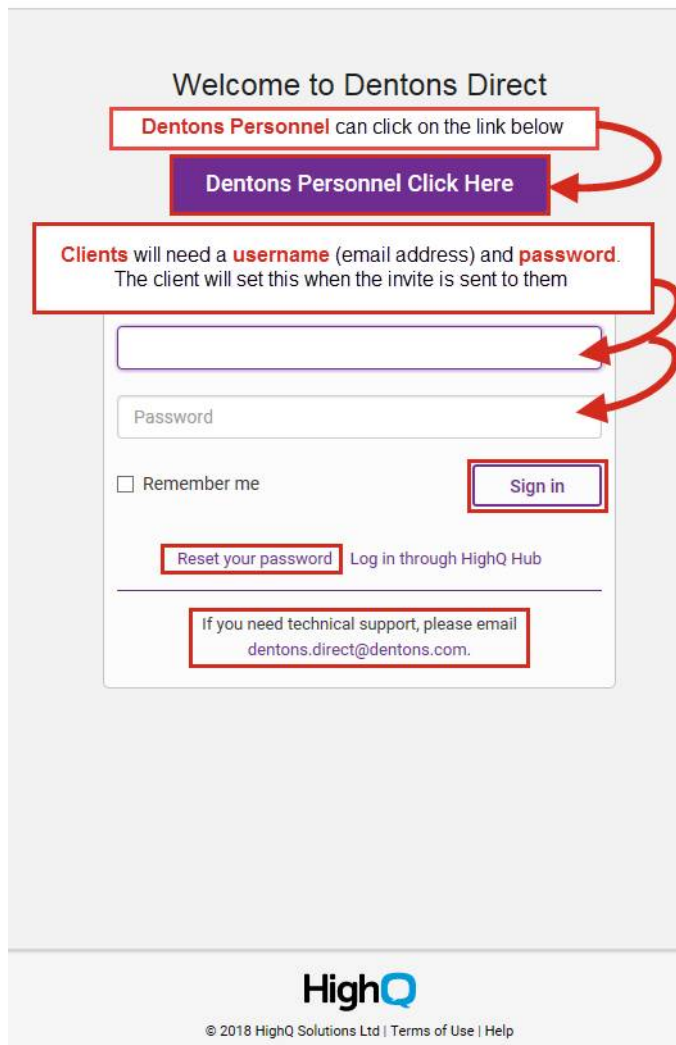 Welcome to Dentons Direct
Dentons Personnel can click on the link below
Dentons Personnel Click Here
Clients will need a username (email address) and password.
The client will set this when the invite is sent to them
Password
Remember me
Sign in
Reset your password Log in through HighQ Hub
If you need technical support, please email
dentons.direct@dentons.com.
HighQ
© 2018 HighQ Solutions Ltd | Terms of Use | Help